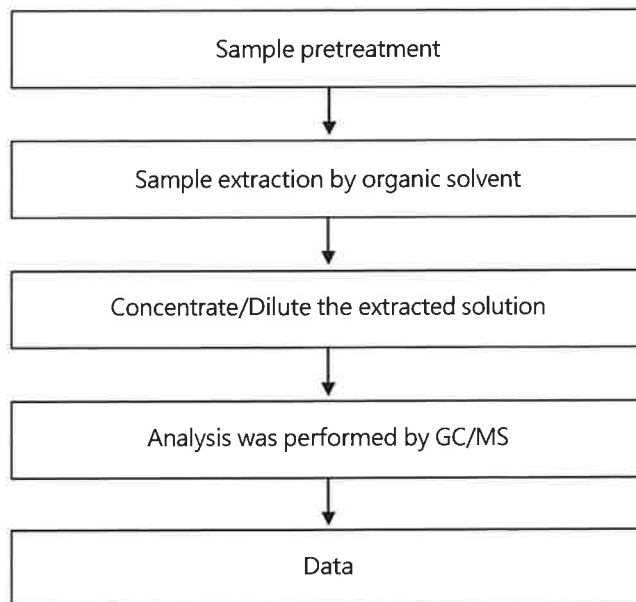 Sample pretreatment
Sample extraction by organic solvent
Concentrate/Dilute the extracted solution
Analysis was performed by GC/MS
Data